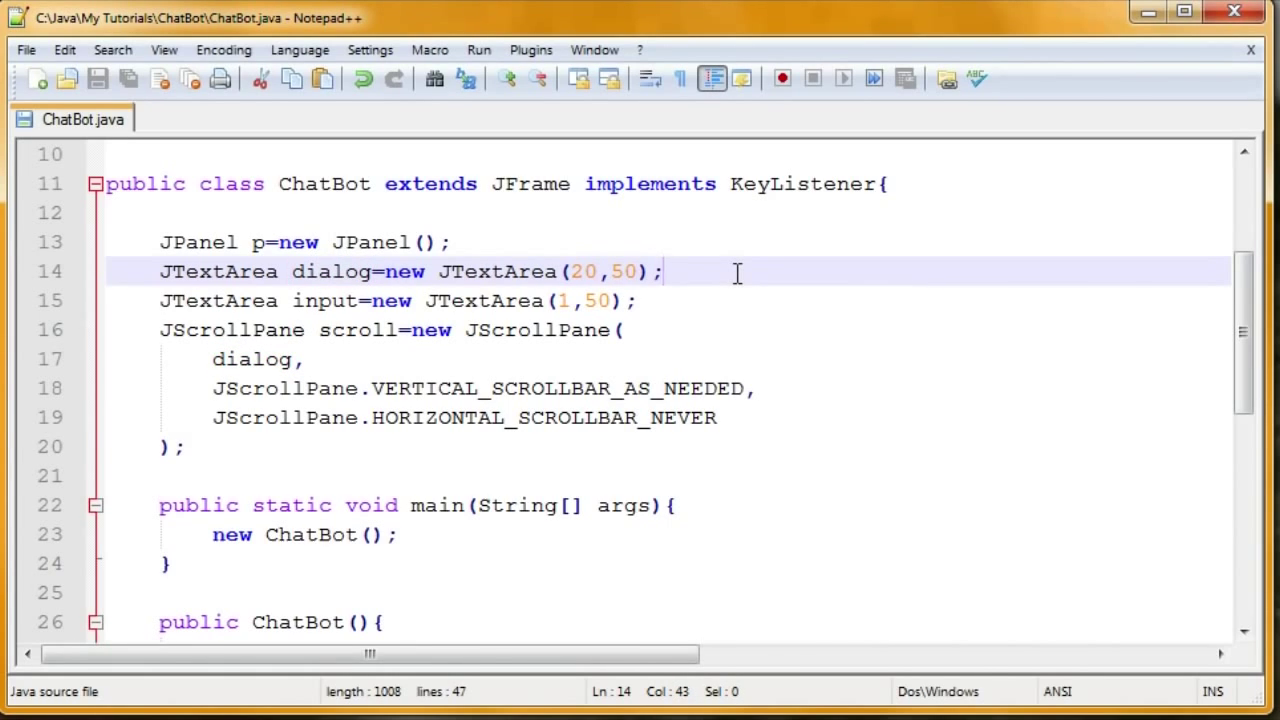 C:\Java\My Tutorials\ChatBot\ChatBot.java - Notepad++
File Edit Search View Encoding Language Settings Macro Run Plugins Window ? X
ABC
ChatBot.java
10
11 public class ChatBot extends JFrame implements KeyListener{
12
13 JPanel p=new JPanel();
14 JTextArea dialog=new JTextArea(20,50);
15 JTextArea input=new JTextArea(1,50);
16 JScrollPane scroll=new JScrollPane(
17 dialog,
18 JScrollPane.VERTICAL_SCROLLBAR_AS_NEEDED,
19 JScrollPane.HORIZONTAL_SCROLLBAR_NEVER
20 );
21
22 public static void main(String[] args){
23 new ChatBot();
24 }
25
26 public ChatBot(){
Java source file length : 1008 lines : 47 Ln : 14 Col : 43 Sel : 0 Dos\Windows ANSI INS